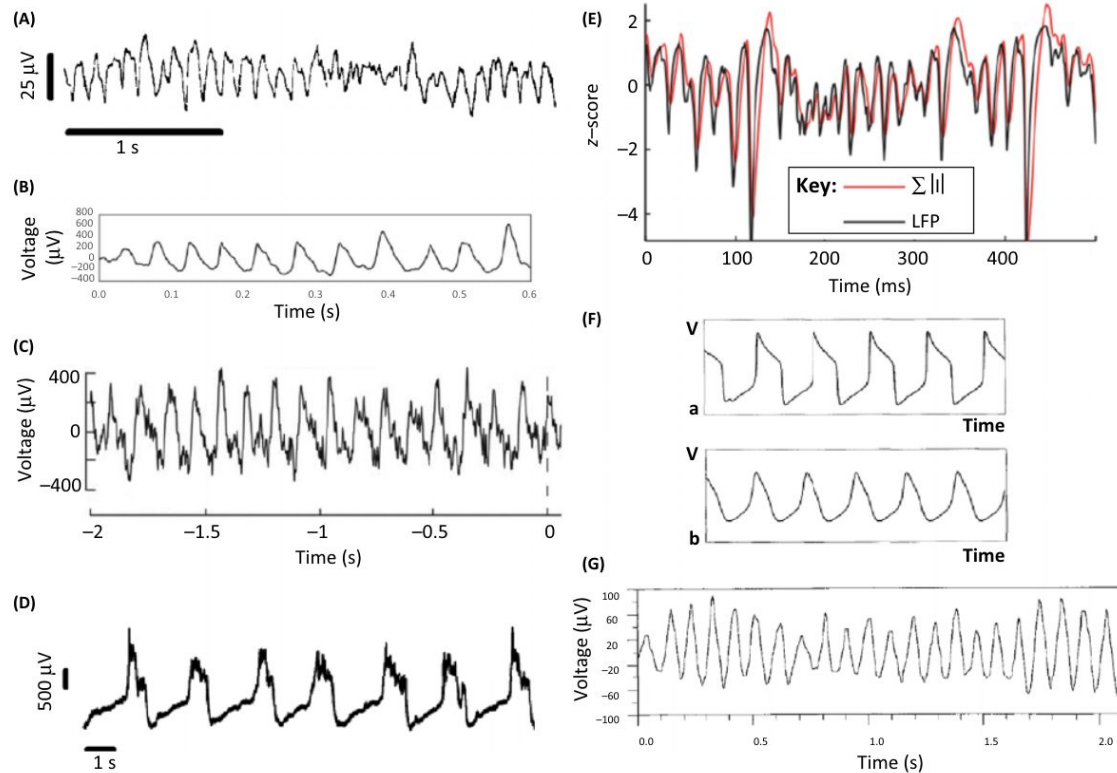 (A)
25 µV
1 s
(B)
Voltage
(µV)
800
600
400
200
0
−200
−400
0.0 0.1 0.2 0.3 0.4 0.5 0.6
Time (s)
(C)
Voltage (µV)
400
0
−400
−2 −1.5 −1 −0.5 0
Time (s)
(D)
500 µV
1 s
(E)
z−score
2
0
−2
−4
Key: ∑ |I|
LFP
0 100 200 300 400
Time (ms)
(F)
V
a
Time
V
b
Time
(G)
Voltage (µV)
100
60
20
−20
−60
−100
0.0 0.5 1.0 1.5 2.0
Time (s)